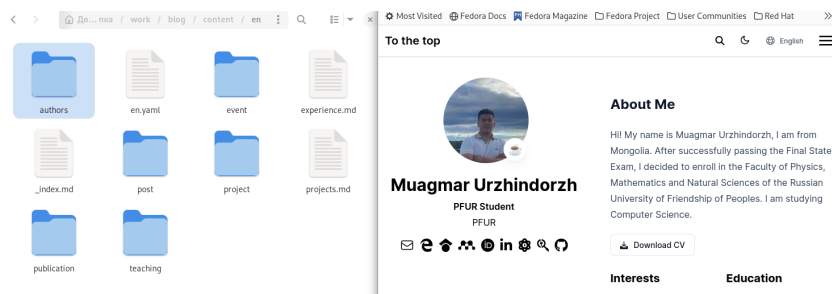 До… пка / work / blog / content / en
authors
en.yaml
event
experience.md
_index.md
post
project
projects.md
publication
teaching
Most Visited Fedora Docs Fedora Magazine Fedora Project User Communities Red Hat
To the top
English
Muagmar Urzhindorzh
PFUR Student
PFUR
iD in
About Me
Hi! My name is Muagmar Urzhindorzh, I am from
Mongolia. After successfully passing the Final State
Exam, I decided to enroll in the Faculty of Physics,
Mathematics and Natural Sciences of the Russian
University of Friendship of Peoples. I am studying
Computer Science.
Download CV
Interests
Education